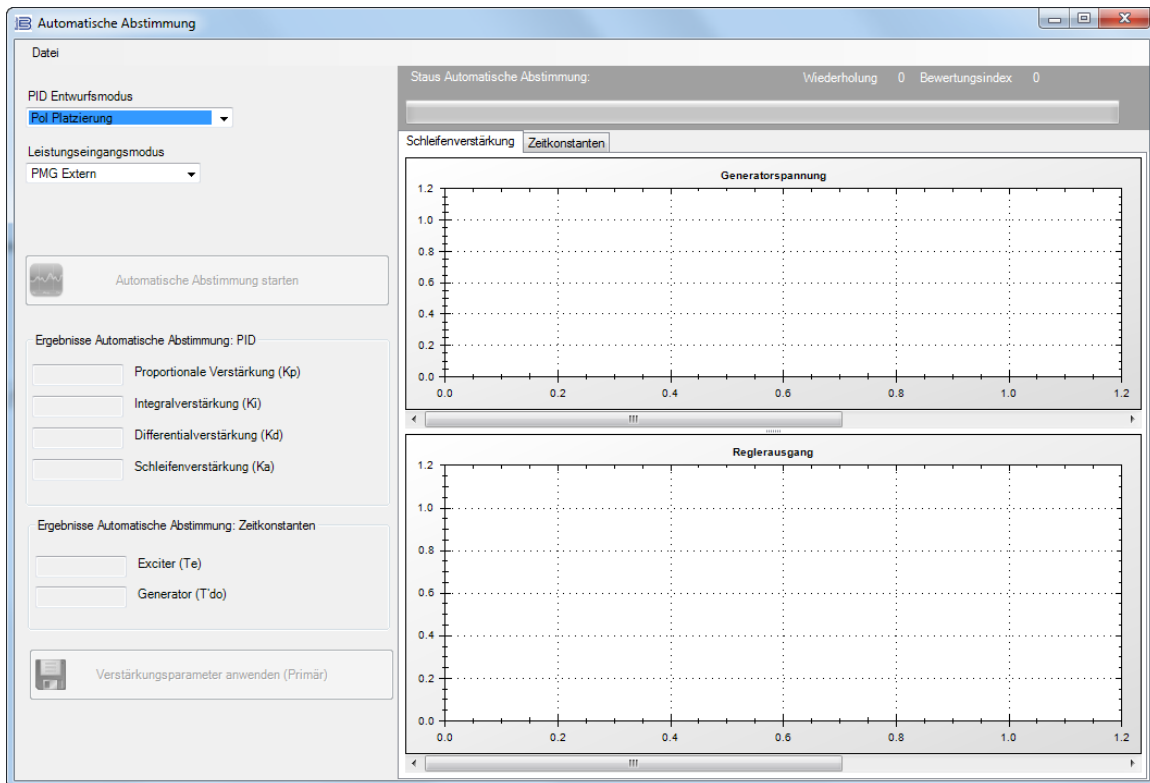 Automatische Abstimmung
Datei
PID Entwurfsmodus
Pol Platzierung
Leistungseingangsmodus
PMG Extern
Automatische Abstimmung starten
Ergebnisse Automatische Abstimmung: PID
Proportionale Verstärkung (Kp)
Integralverstärkung (Ki)
Differentialverstärkung (Kd)
Schleifenverstärkung (Ka)
Ergebnisse Automatische Abstimmung: Zeitkonstanten
Exciter (Te)
Generator (T'do)
Verstärkungsparameter anwenden (Primär)
Staus Automatische Abstimmung: Wiederholung 0 Bewertungsindex 0
Schleifenverstärkung Zeitkonstanten
Generatorspannung
1.2
1.0
0.8
0.6
0.4
0.2
0.0
0.0 0.2 0.4 0.6 0.8 1.0 1.2
Reglerausgang
1.2
1.0
0.8
0.6
0.4
0.2
0.0
0.0 0.2 0.4 0.6 0.8 1.0 1.2